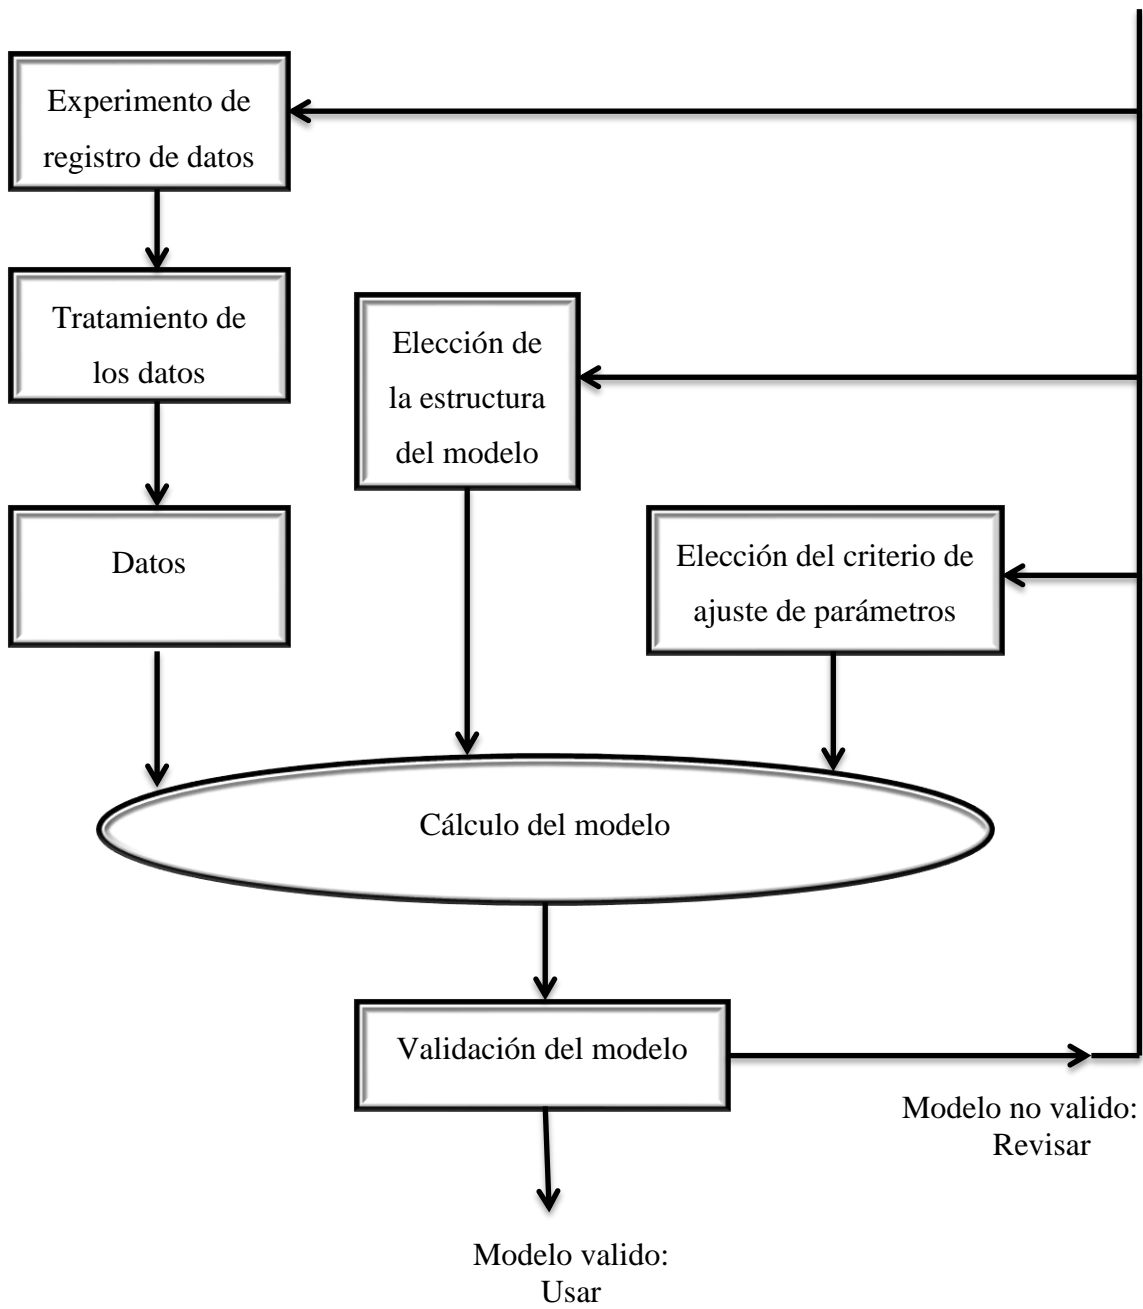 Experimento de
registro de datos
Tratamiento de
los datos
Elección de
la estructura
del modelo
Datos
Elección del criterio de
ajuste de parámetros
Cálculo del modelo
Validación del modelo
Modelo no valido:
Revisar
Modelo valido:
Usar